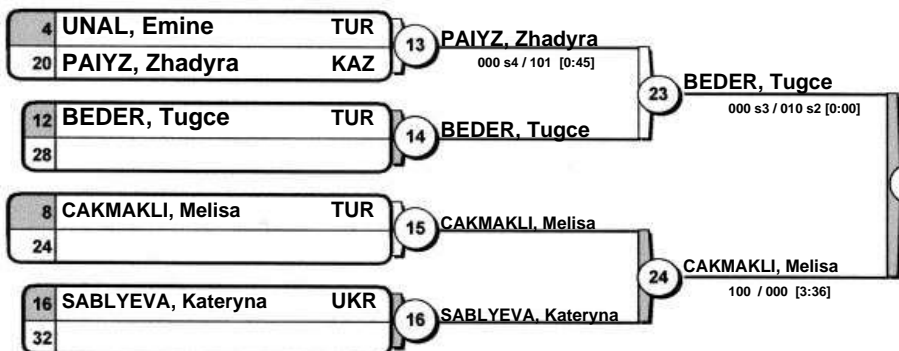 4 UNAL, Emine TUR
20 PAIYZ, Zhadyra KAZ
13
PAIYZ, Zhadyra
000 s4 / 101 [0:45]
12 BEDER, Tugce TUR
28
14
BEDER, Tugce
23
BEDER, Tugce
000 s3 / 010 s2 [0:00]
8 CAKMAKLI, Melisa TUR
24
15
CAKMAKLI, Melisa
16 SABLYEVA, Kateryna UKR
32
16
SABLYEVA, Kateryna
24
CAKMAKLI, Melisa
100 / 000 [3:36]